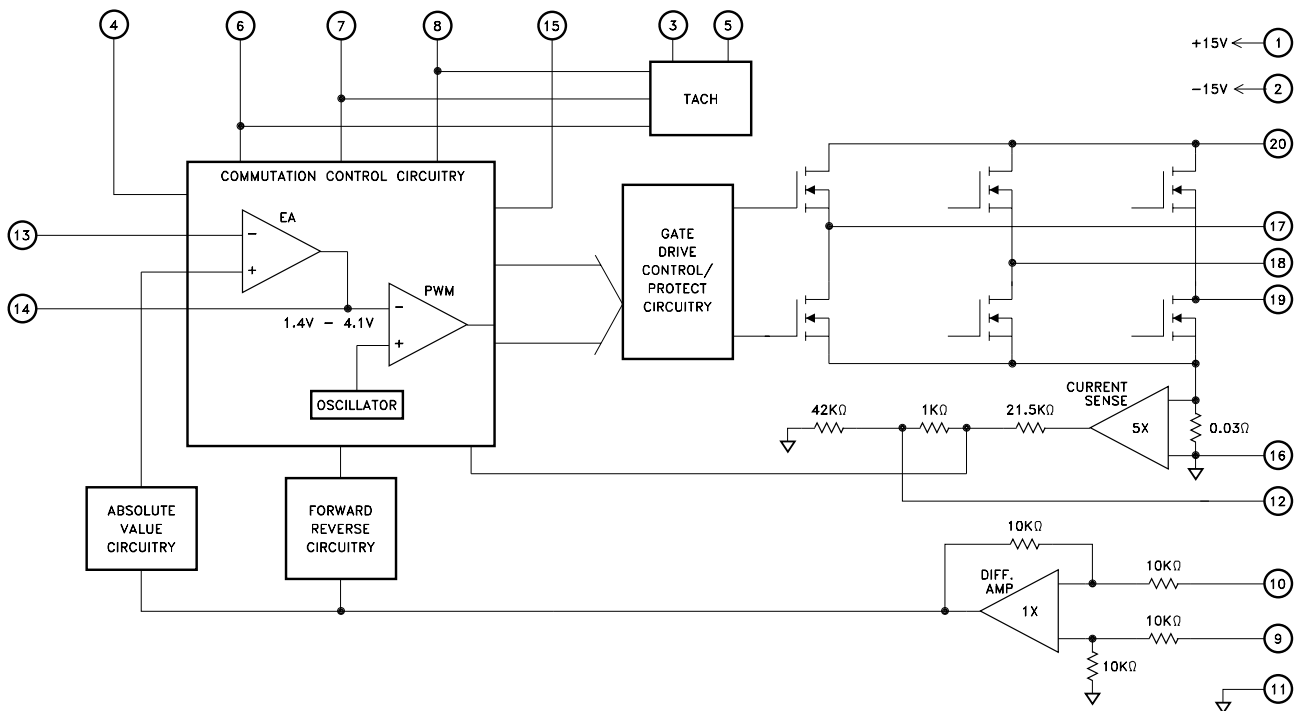 4
6
7
8
15
3
5
+15V
1
-15V
2
TACH
20
COMMUTATION CONTROL CIRCUITRY
EA
13
−
+
14
1.4V − 4.1V
PWM
−
+
OSCILLATOR
GATE
DRIVE
CONTROL/
PROTECT
CIRCUITRY
17
18
19
CURRENT
SENSE
5X
42KΩ
1KΩ
21.5KΩ
0.03Ω
16
12
ABSOLUTE
VALUE
CIRCUITRY
FORWARD
REVERSE
CIRCUITRY
10KΩ
DIFF.
AMP
1X
10KΩ
10
10KΩ
9
10KΩ
11